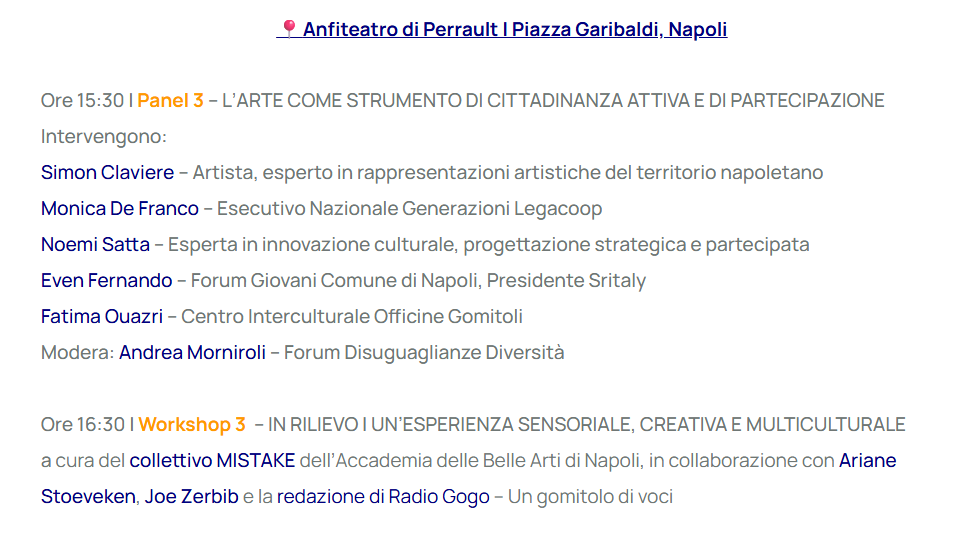 📍 Anfiteatro di Perrault | Piazza Garibaldi, Napoli
Ore 15:30 | Panel 3 – L'ARTE COME STRUMENTO DI CITTADINANZA ATTIVA E DI PARTECIPAZIONE
Intervengono:
Simon Claviere – Artista, esperto in rappresentazioni artistiche del territorio napoletano
Monica De Franco – Esecutivo Nazionale Generazioni Legacoop
Noemi Satta – Esperta in innovazione culturale, progettazione strategica e partecipata
Even Fernando – Forum Giovani Comune di Napoli, Presidente Sritaly
Fatima Ouazri – Centro Interculturale Officine Gomitoli
Modera: Andrea Morniroli – Forum Disuguaglianze Diversità
Ore 16:30 | Workshop 3 – IN RILIEVO | UN'ESPERIENZA SENSORIALE, CREATIVA E MULTICULTURALE
a cura del collettivo MISTAKE dell'Accademia delle Belle Arti di Napoli, in collaborazione con Ariane
Stoeveken, Joe Zerbib e la redazione di Radio Gogo – Un gomitolo di voci